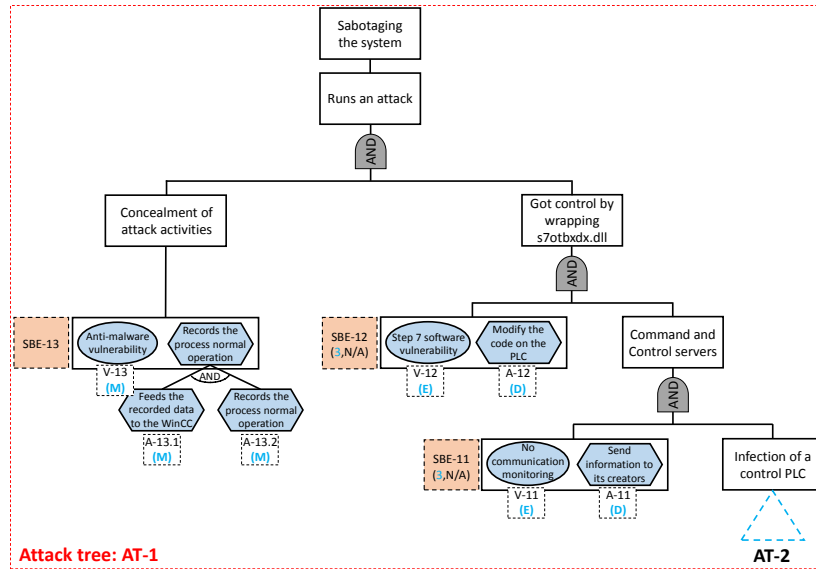 Sabotaging
the system
Runs an attack
AND
Concealment of
attack activities
Got control by
wrapping
s7otbxdx.dll
AND
SBE-13
Anti-malware
vulnerability
Records the
process normal
operation
V-13
(M)
AND
Feeds the
recorded data
to the WinCC
Records the
process normal
operation
A-13.1
(M)
A-13.2
(M)
SBE-12
(3,N/A)
Step 7 software
vulnerability
Modify the
code on the
PLC
V-12
(E)
A-12
(D)
Command and
Control servers
AND
SBE-11
(3,N/A)
No
communication
monitoring
Send
information to
its creators
V-11
(E)
A-11
(D)
Infection of a
control PLC
Attack tree: AT-1
AT-2